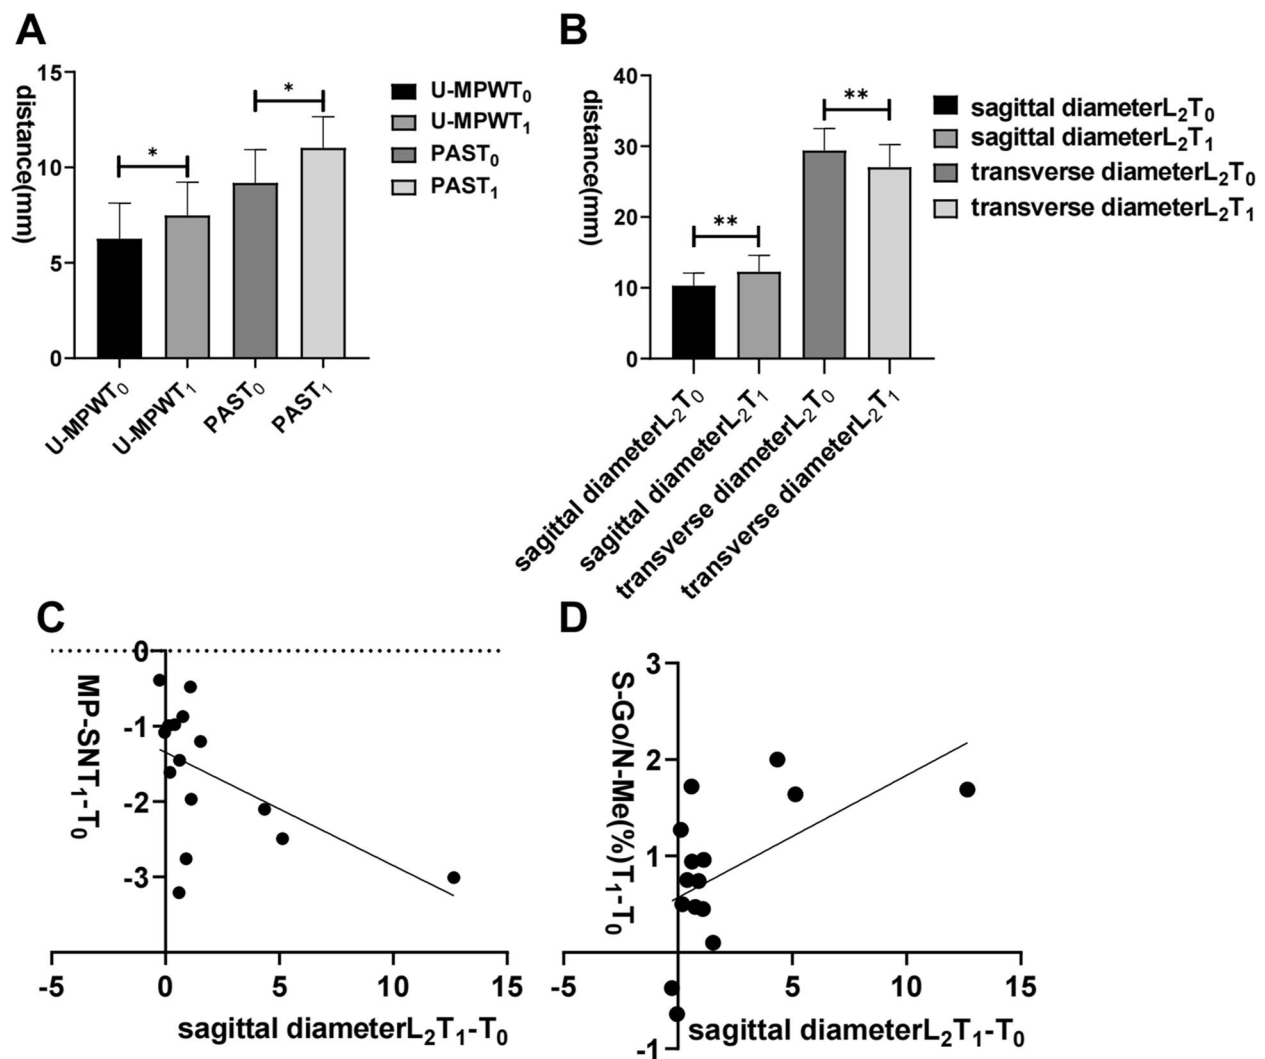 A
distance(mm)
15
10
5
0
*
*
U-MPWT₀
U-MPWT₁
PAST₀
PAST₁
U-MPWT₀
U-MPWT₁
PAST₀
PAST₁
B
distance(mm)
40
30
20
10
0
**
**
sagittal diameterL₂T₀
sagittal diameterL₂T₁
transverse diameterL₂T₀
transverse diameterL₂T₁
sagittal diameterL₂T₀
sagittal diameterL₂T₁
transverse diameterL₂T₀
transverse diameterL₂T₁
C
MP-SNT₁-T₀
0
-1
-2
-3
-5
0
5
10
15
sagittal diameterL₂T₁-T₀
D
S-Go/N-Me(%)T₁-T₀
3
2
1
-1
-5
5
10
15
sagittal diameterL₂T₁-T₀